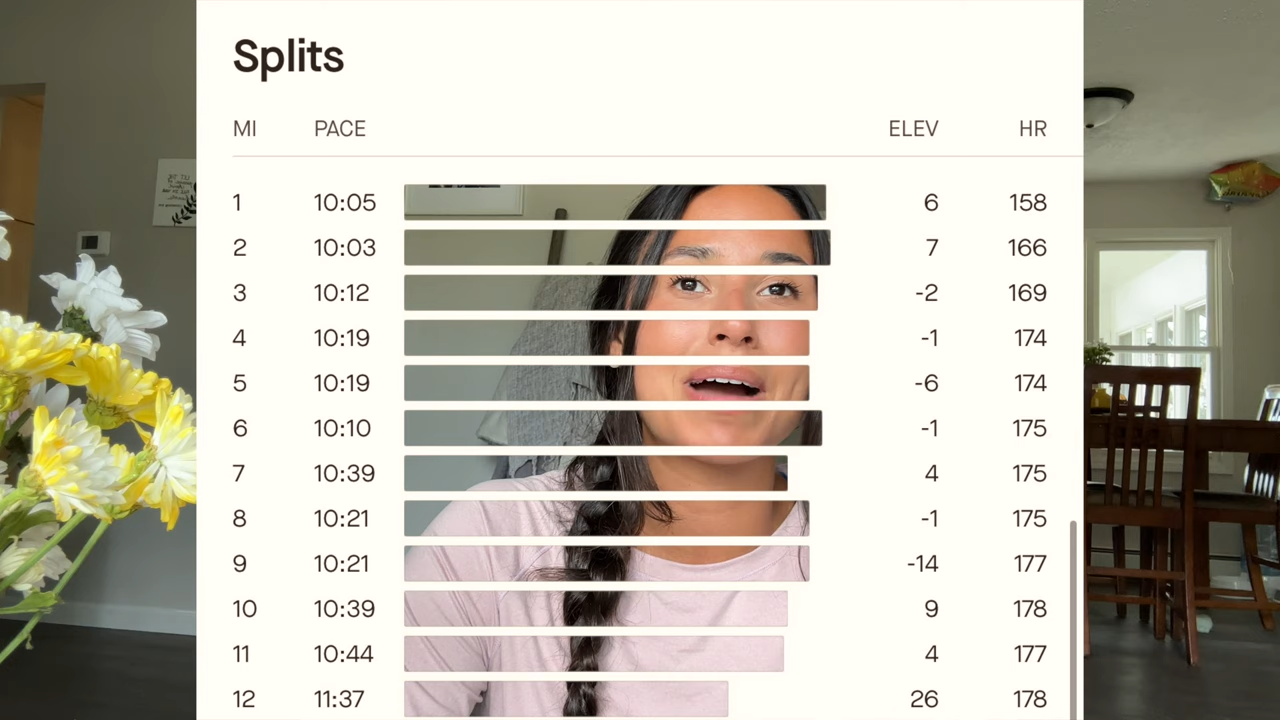 Splits
MI PACE ELEV HR
1 10:05 6 158
2 10:03 7 166
3 10:12 -2 169
4 10:19 -1 174
5 10:19 -6 174
6 10:10 -1 175
7 10:39 4 175
8 10:21 -1 175
9 10:21 -14 177
10 10:39 9 178
11 10:44 4 177
12 11:37 26 178